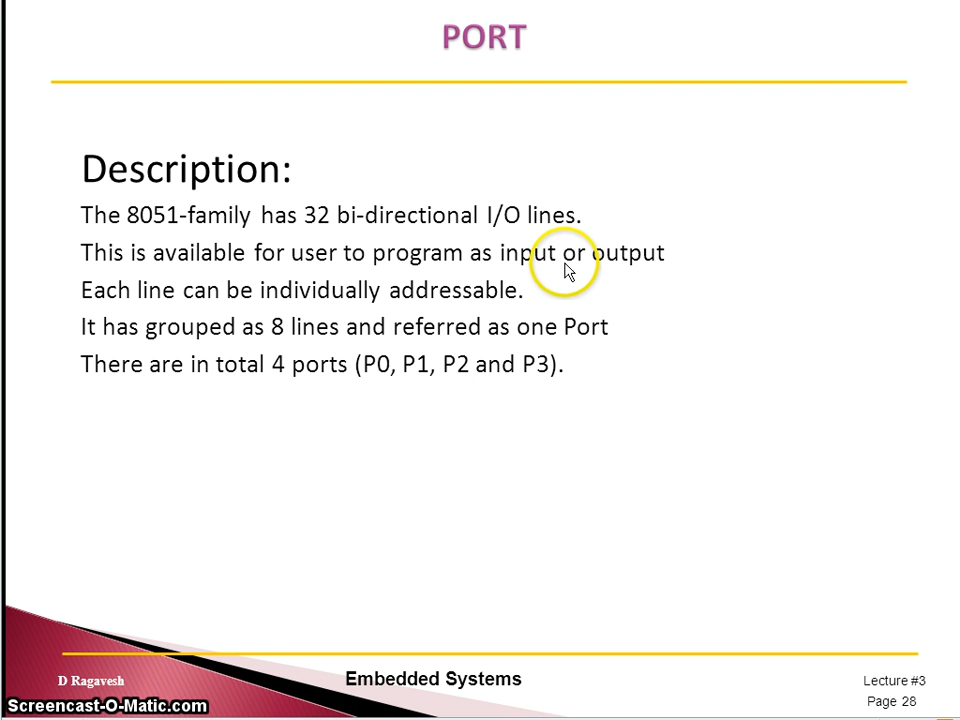 PORT
Description:
The 8051-family has 32 bi-directional I/O lines.
This is available for user to program as input or output
Each line can be individually addressable.
It has grouped as 8 lines and referred as one Port
There are in total 4 ports (P0, P1, P2 and P3).
D Ragavesh
Embedded Systems
Lecture #3
Page 28
Screencast-O-Matic.com